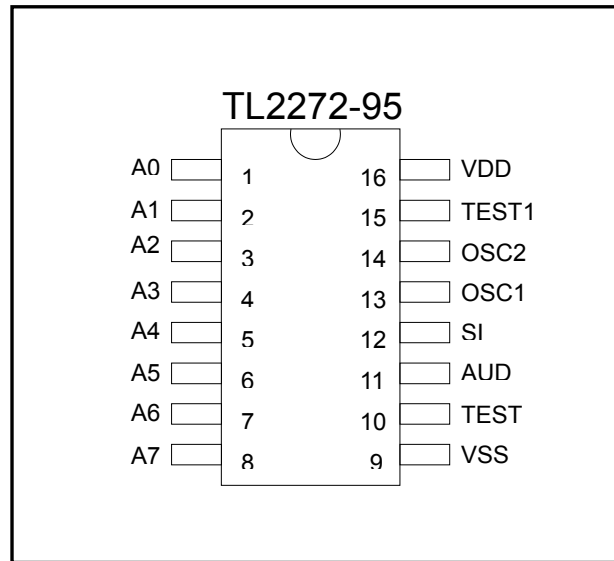 TL2272-95
A0 1 16 VDD
A1 2 15 TEST1
A2 3 14 OSC2
A3 4 13 OSC1
A4 5 12 SI
A5 6 11 AUD
A6 7 10 TEST
A7 8 9 VSS